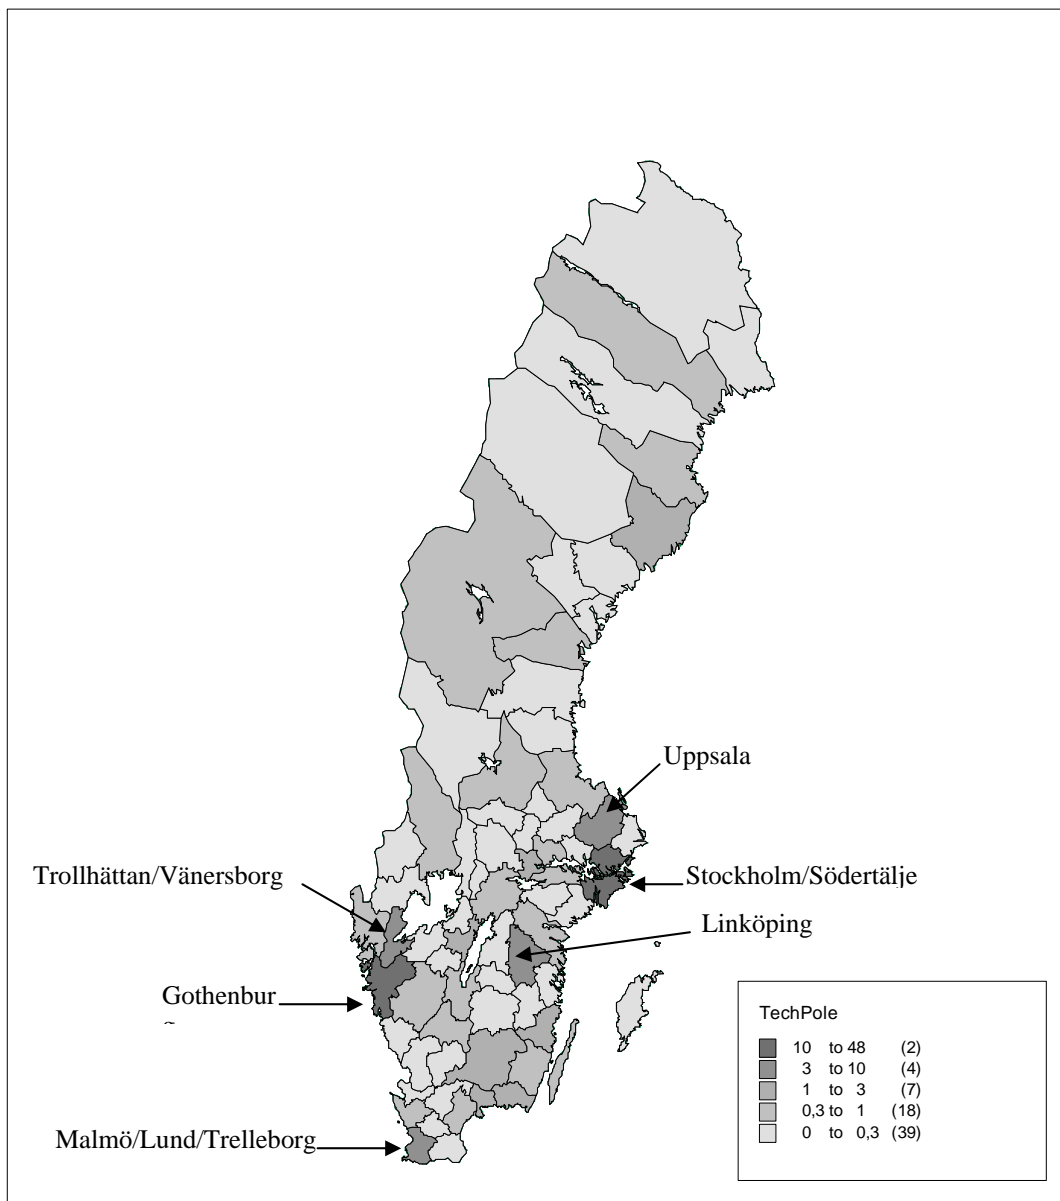 Uppsala
Trollhättan/Vänersborg
Stockholm/Södertälje
Linköping
Gothenbur
Malmö/Lund/Trelleborg
TechPole
10 to 48 (2)
3 to 10 (4)
1 to 3 (7)
0,3 to 1 (18)
0 to 0,3 (39)